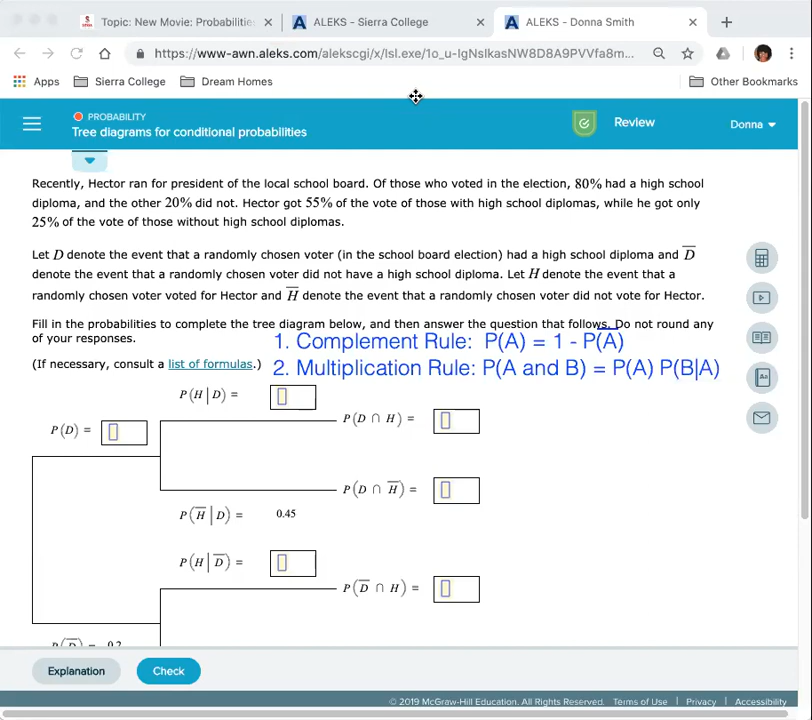 Topic: New Movie: Probabilitie
ALEKS - Sierra College
ALEKS - Donna Smith
https://www-awn.aleks.com/alekscgi/x/Isl.exe/1o_u-IgNslkasNW8D8A9PVVfa8m...
Apps
Sierra College
Dream Homes
Other Bookmarks
PROBABILITY
Tree diagrams for conditional probabilities
Review
Donna
Recently, Hector ran for president of the local school board. Of those who voted in the election, 80% had a high school
diploma, and the other 20% did not. Hector got 55% of the vote of those with high school diplomas, while he got only
25% of the vote of those without high school diplomas.
Let D denote the event that a randomly chosen voter (in the school board election) had a high school diploma and D̅
denote the event that a randomly chosen voter did not have a high school diploma. Let H denote the event that a
randomly chosen voter voted for Hector and H̅ denote the event that a randomly chosen voter did not vote for Hector.
Fill in the probabilities to complete the tree diagram below, and then answer the question that follows. Do not round any
of your responses.
1. Complement Rule: P(A) = 1 - P(A̅)
(If necessary, consult a list of formulas.)
2. Multiplication Rule: P(A and B) = P(A) P(B|A)
P(H | D) =
P(D ∩ H) =
P(D) =
P(D ∩ H̅) =
P(H̅ | D) = 0.45
P(H | D̅) =
P(D̅ ∩ H) =
P(D̅) = 0.2
Explanation
Check
© 2019 McGraw-Hill Education. All Rights Reserved. Terms of Use | Privacy | Accessibility